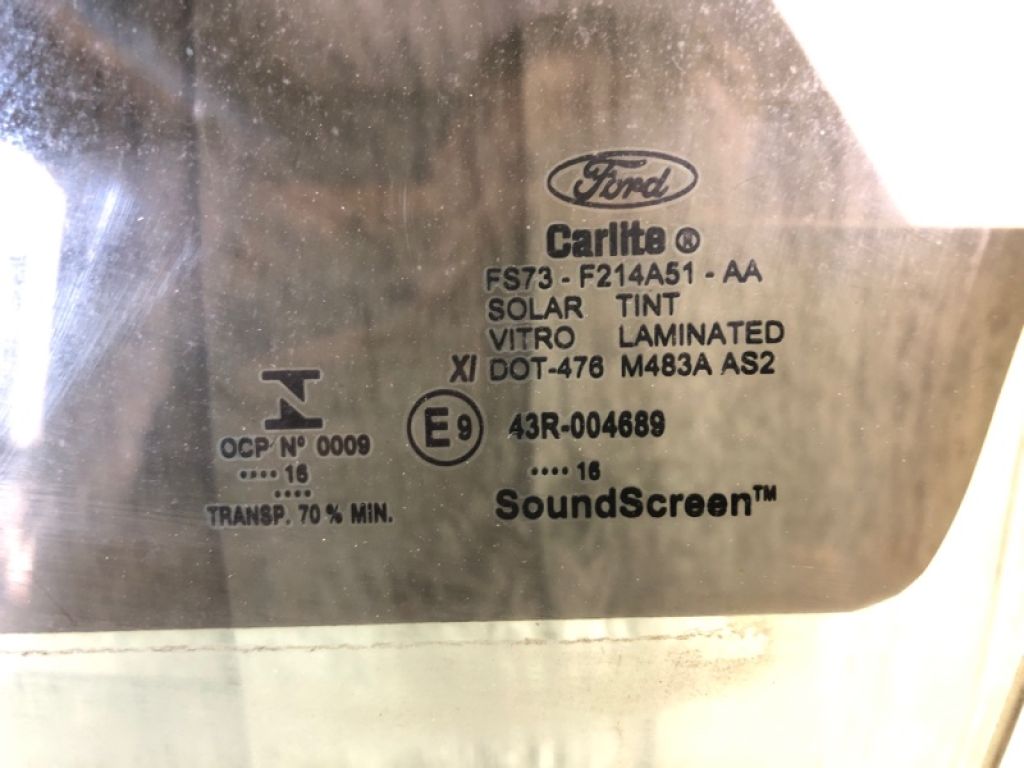 Ford
Carlite ®
FS73 - F214A51 - AA
SOLAR TINT
VITRO LAMINATED
XI DOT-476 M483A AS2
OCP Nº 0009
E9 43R-004689
•••• 16
••••
TRANSP. 70 % MIN.
•••• 16
SoundScreen™